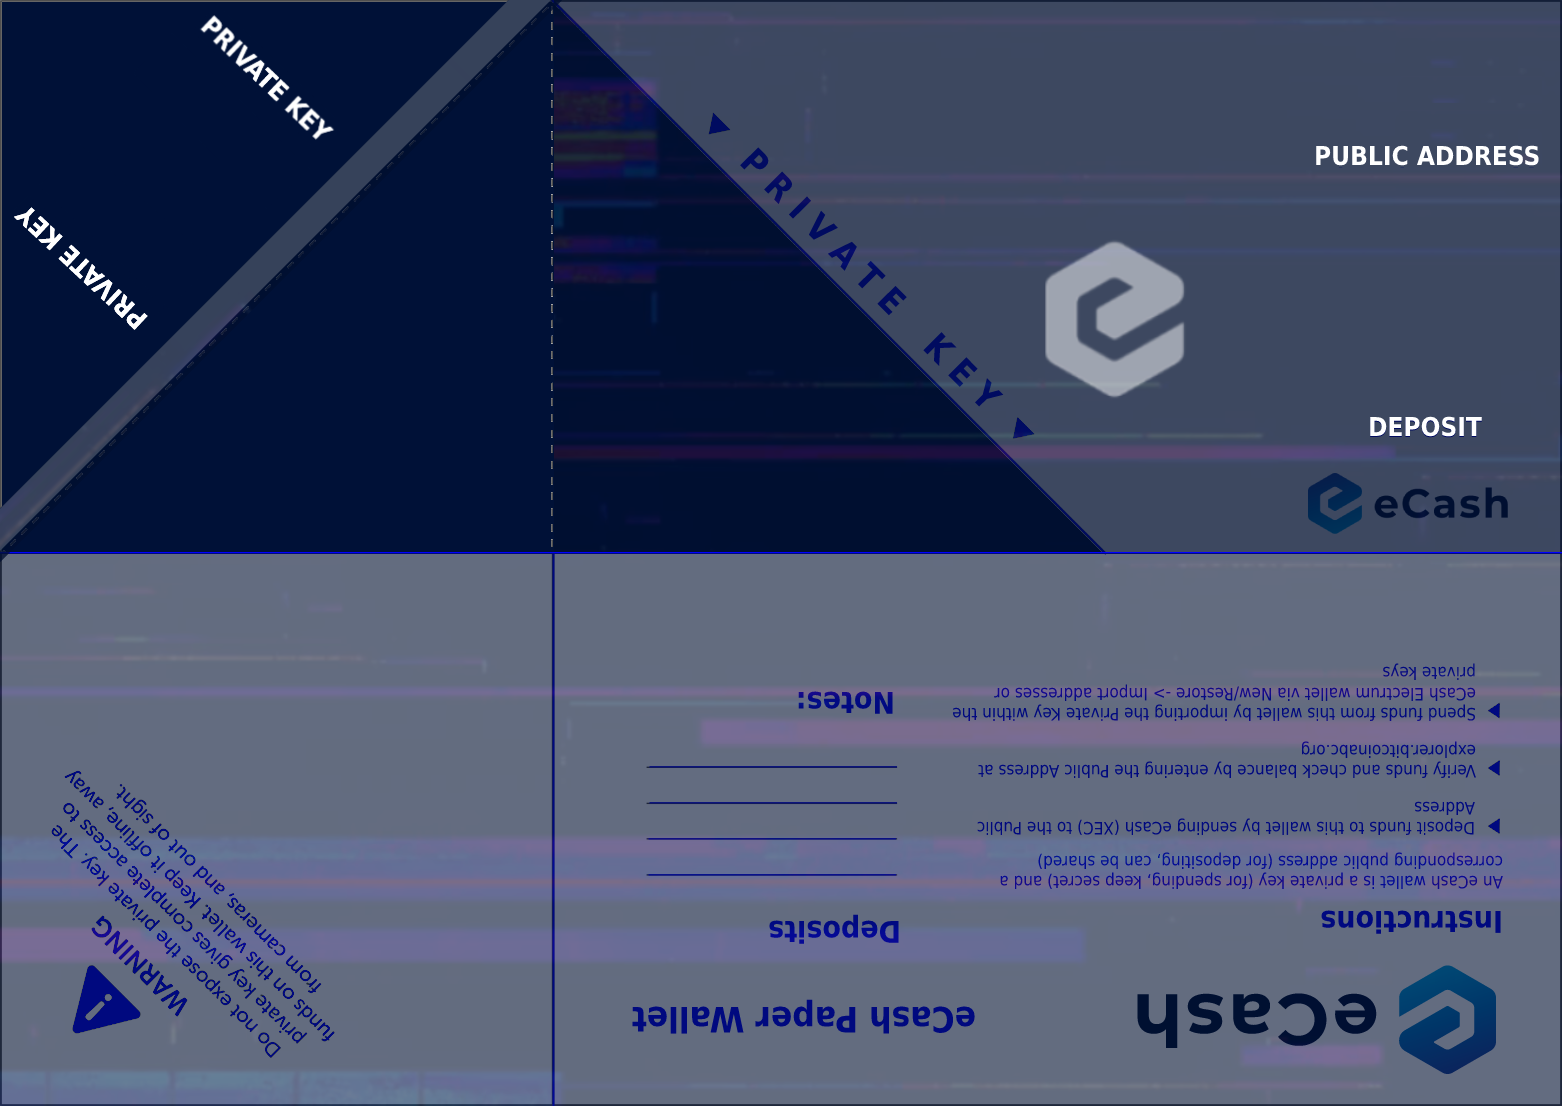 PRIVATE KEY
PRIVATE KEY
PRIVATE KEY
PUBLIC ADDRESS
DEPOSIT
eCash
eCash
Instructions
An eCash wallet is a private key (for spending, keep secret) and a
corresponding public address (for depositing, can be shared)
Deposit funds to this wallet by sending eCash (XEC) to the Public
Address
Verify funds and check balance by entering the Public Address at
explorer.bitcoinabc.org
Spend funds from this wallet by importing the Private Key within the
eCash Electrum wallet via New/Restore -> Import addresses or
private keys
eCash Paper Wallet
Deposits
Notes:
WARNING
Do not expose the private key. The
private key gives complete access to
funds on this wallet. Keep it offline, away
from cameras, and out of sight.